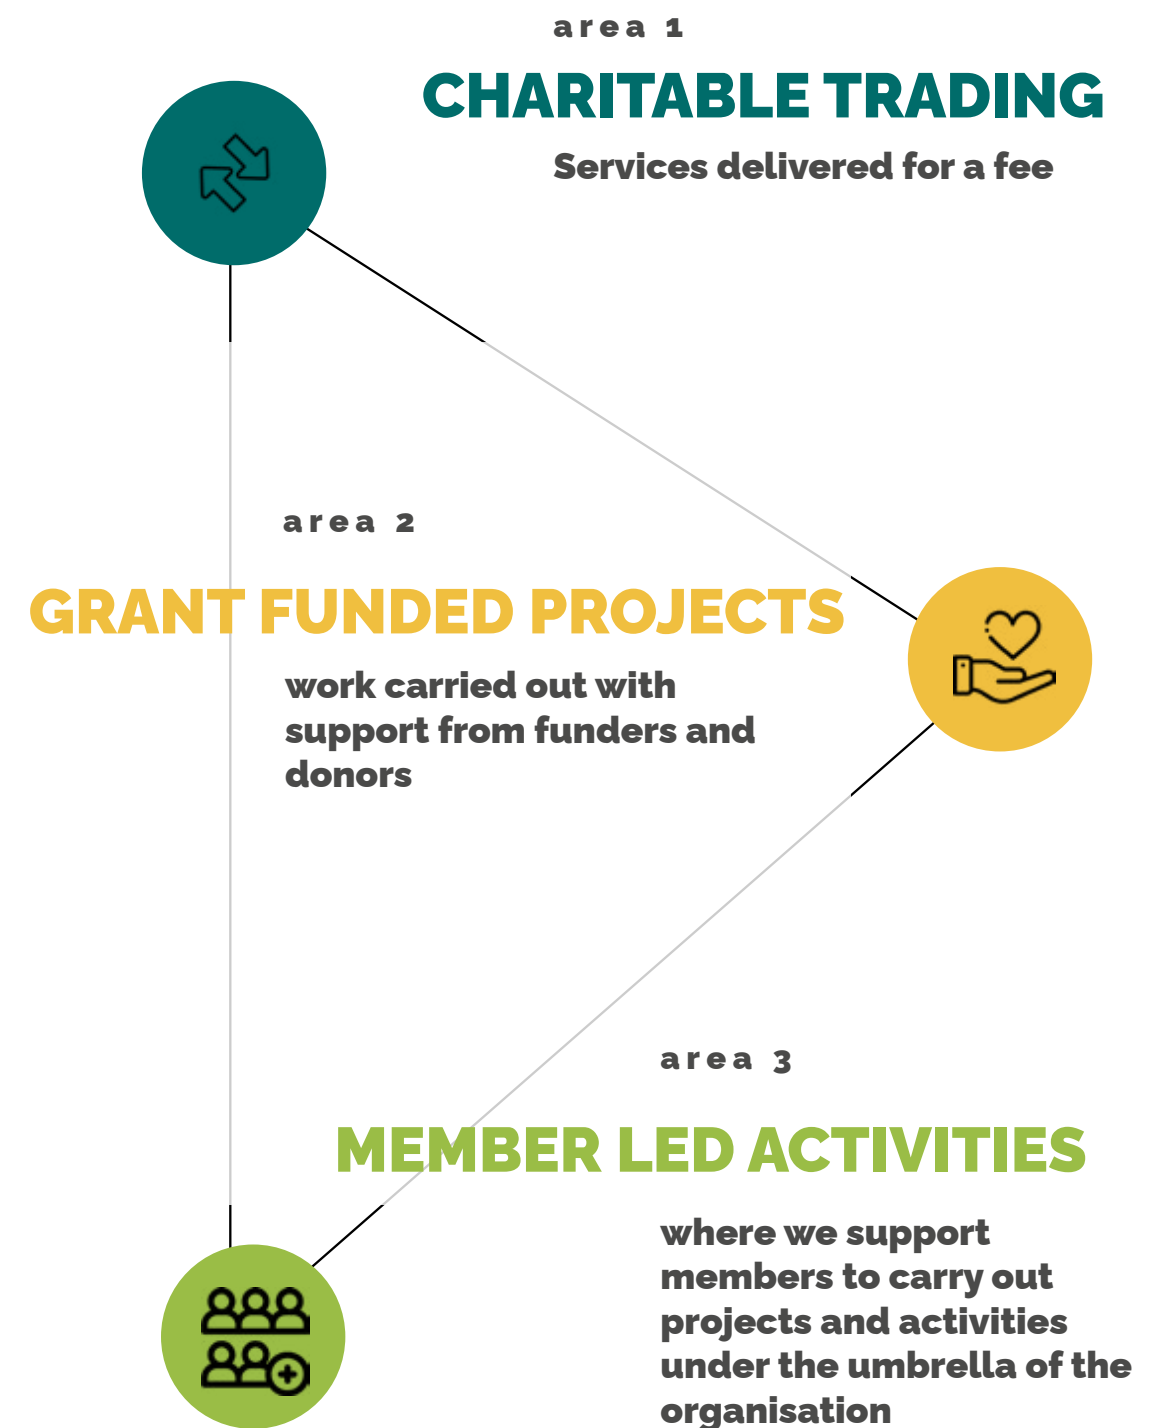 area 1
CHARITABLE TRADING
Services delivered for a fee
area 2
GRANT FUNDED PROJECTS
work carried out with
support from funders and
donors
area 3
MEMBER LED ACTIVITIES
where we support
members to carry out
projects and activities
under the umbrella of the
organisation